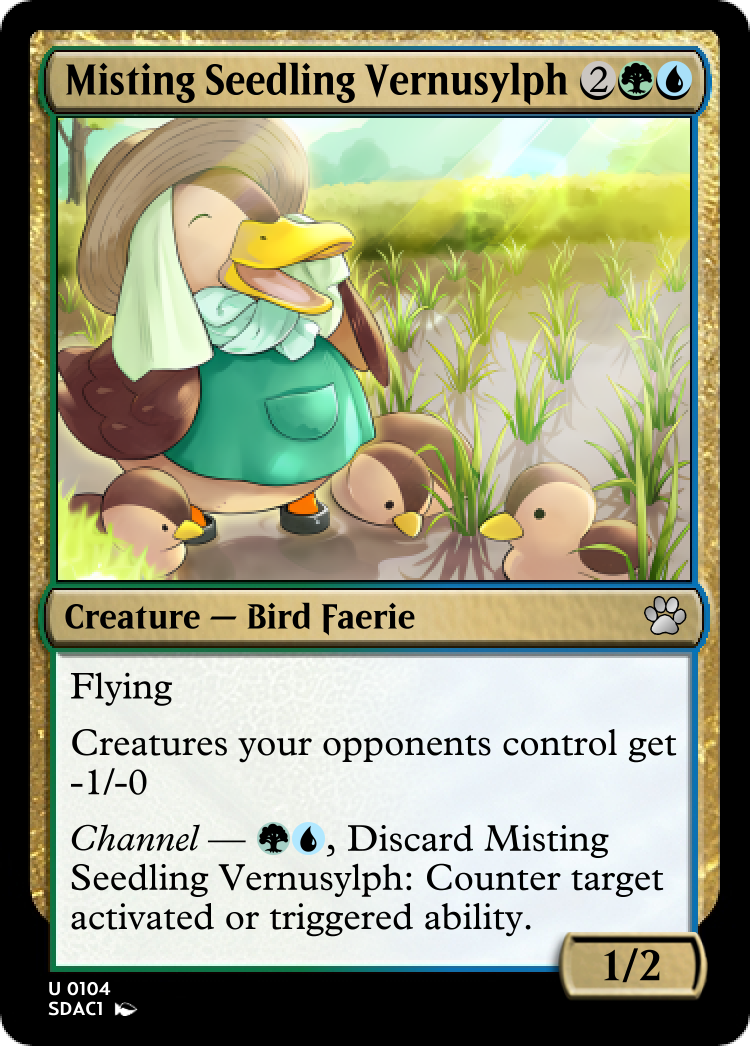 Misting Seedling Vernusylph 2
Creature — Bird Faerie
Flying
Creatures your opponents control get
-1/-0
Channel — , Discard Misting
Seedling Vernusylph: Counter target
activated or triggered ability.
1/2
U 0104
SDAC1